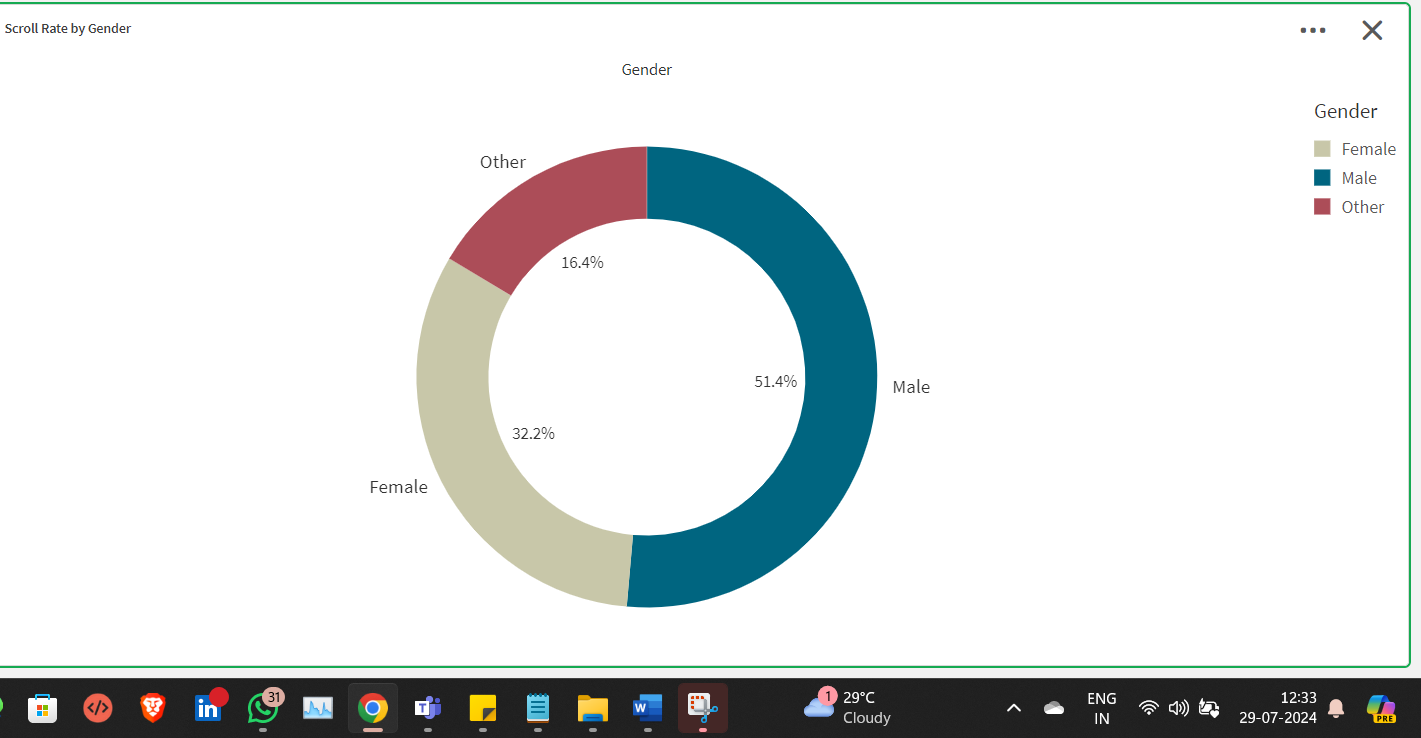 Scroll Rate by Gender
Gender
Gender
Female
Male
Other
Other
16.4%
51.4%
Male
32.2%
Female
31
1
29°C
Cloudy
ENG
IN
12:33
29-07-2024
PRE